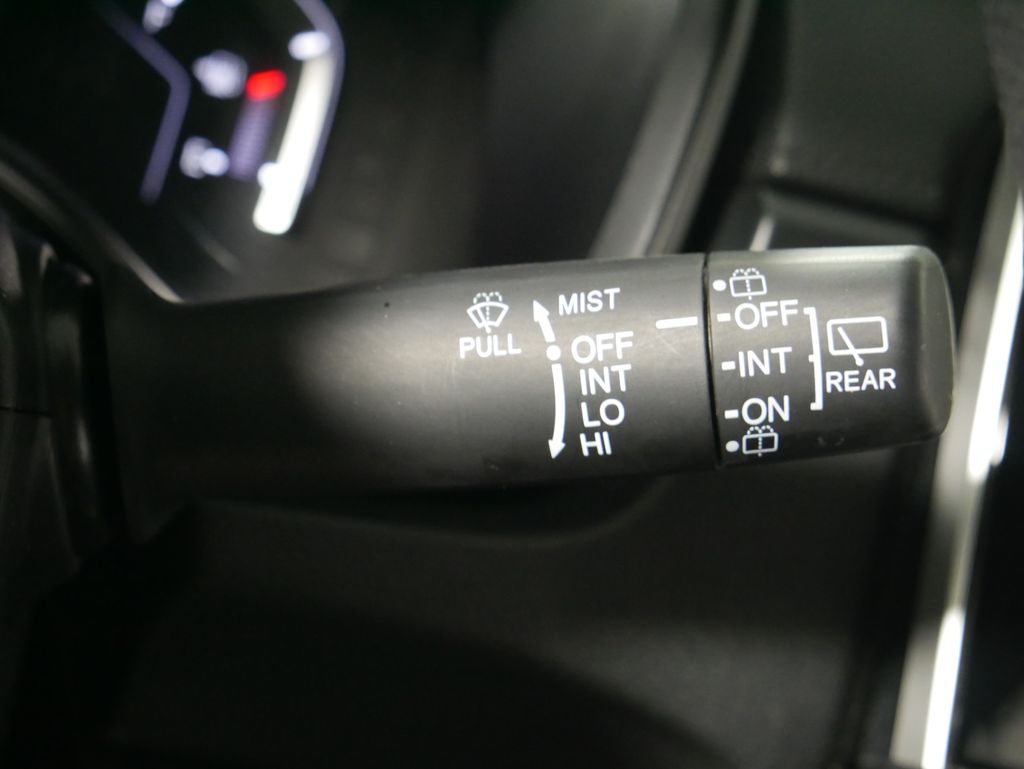 PULL
MIST
OFF
INT
LO
HI
OFF
INT
ON
REAR